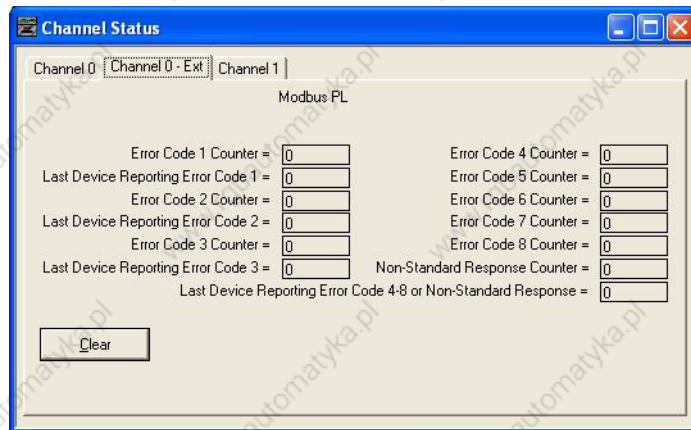 Channel Status
Channel 0 Channel 0 - Ext Channel 1
Modbus PL
Error Code 1 Counter = 0
Last Device Reporting Error Code 1 = 0
Error Code 2 Counter = 0
Last Device Reporting Error Code 2 = 0
Error Code 3 Counter = 0
Last Device Reporting Error Code 3 = 0
Error Code 4 Counter = 0
Error Code 5 Counter = 0
Error Code 6 Counter = 0
Error Code 7 Counter = 0
Error Code 8 Counter = 0
Non-Standard Response Counter = 0
Last Device Reporting Error Code 4-8 or Non-Standard Response = 0
Clear